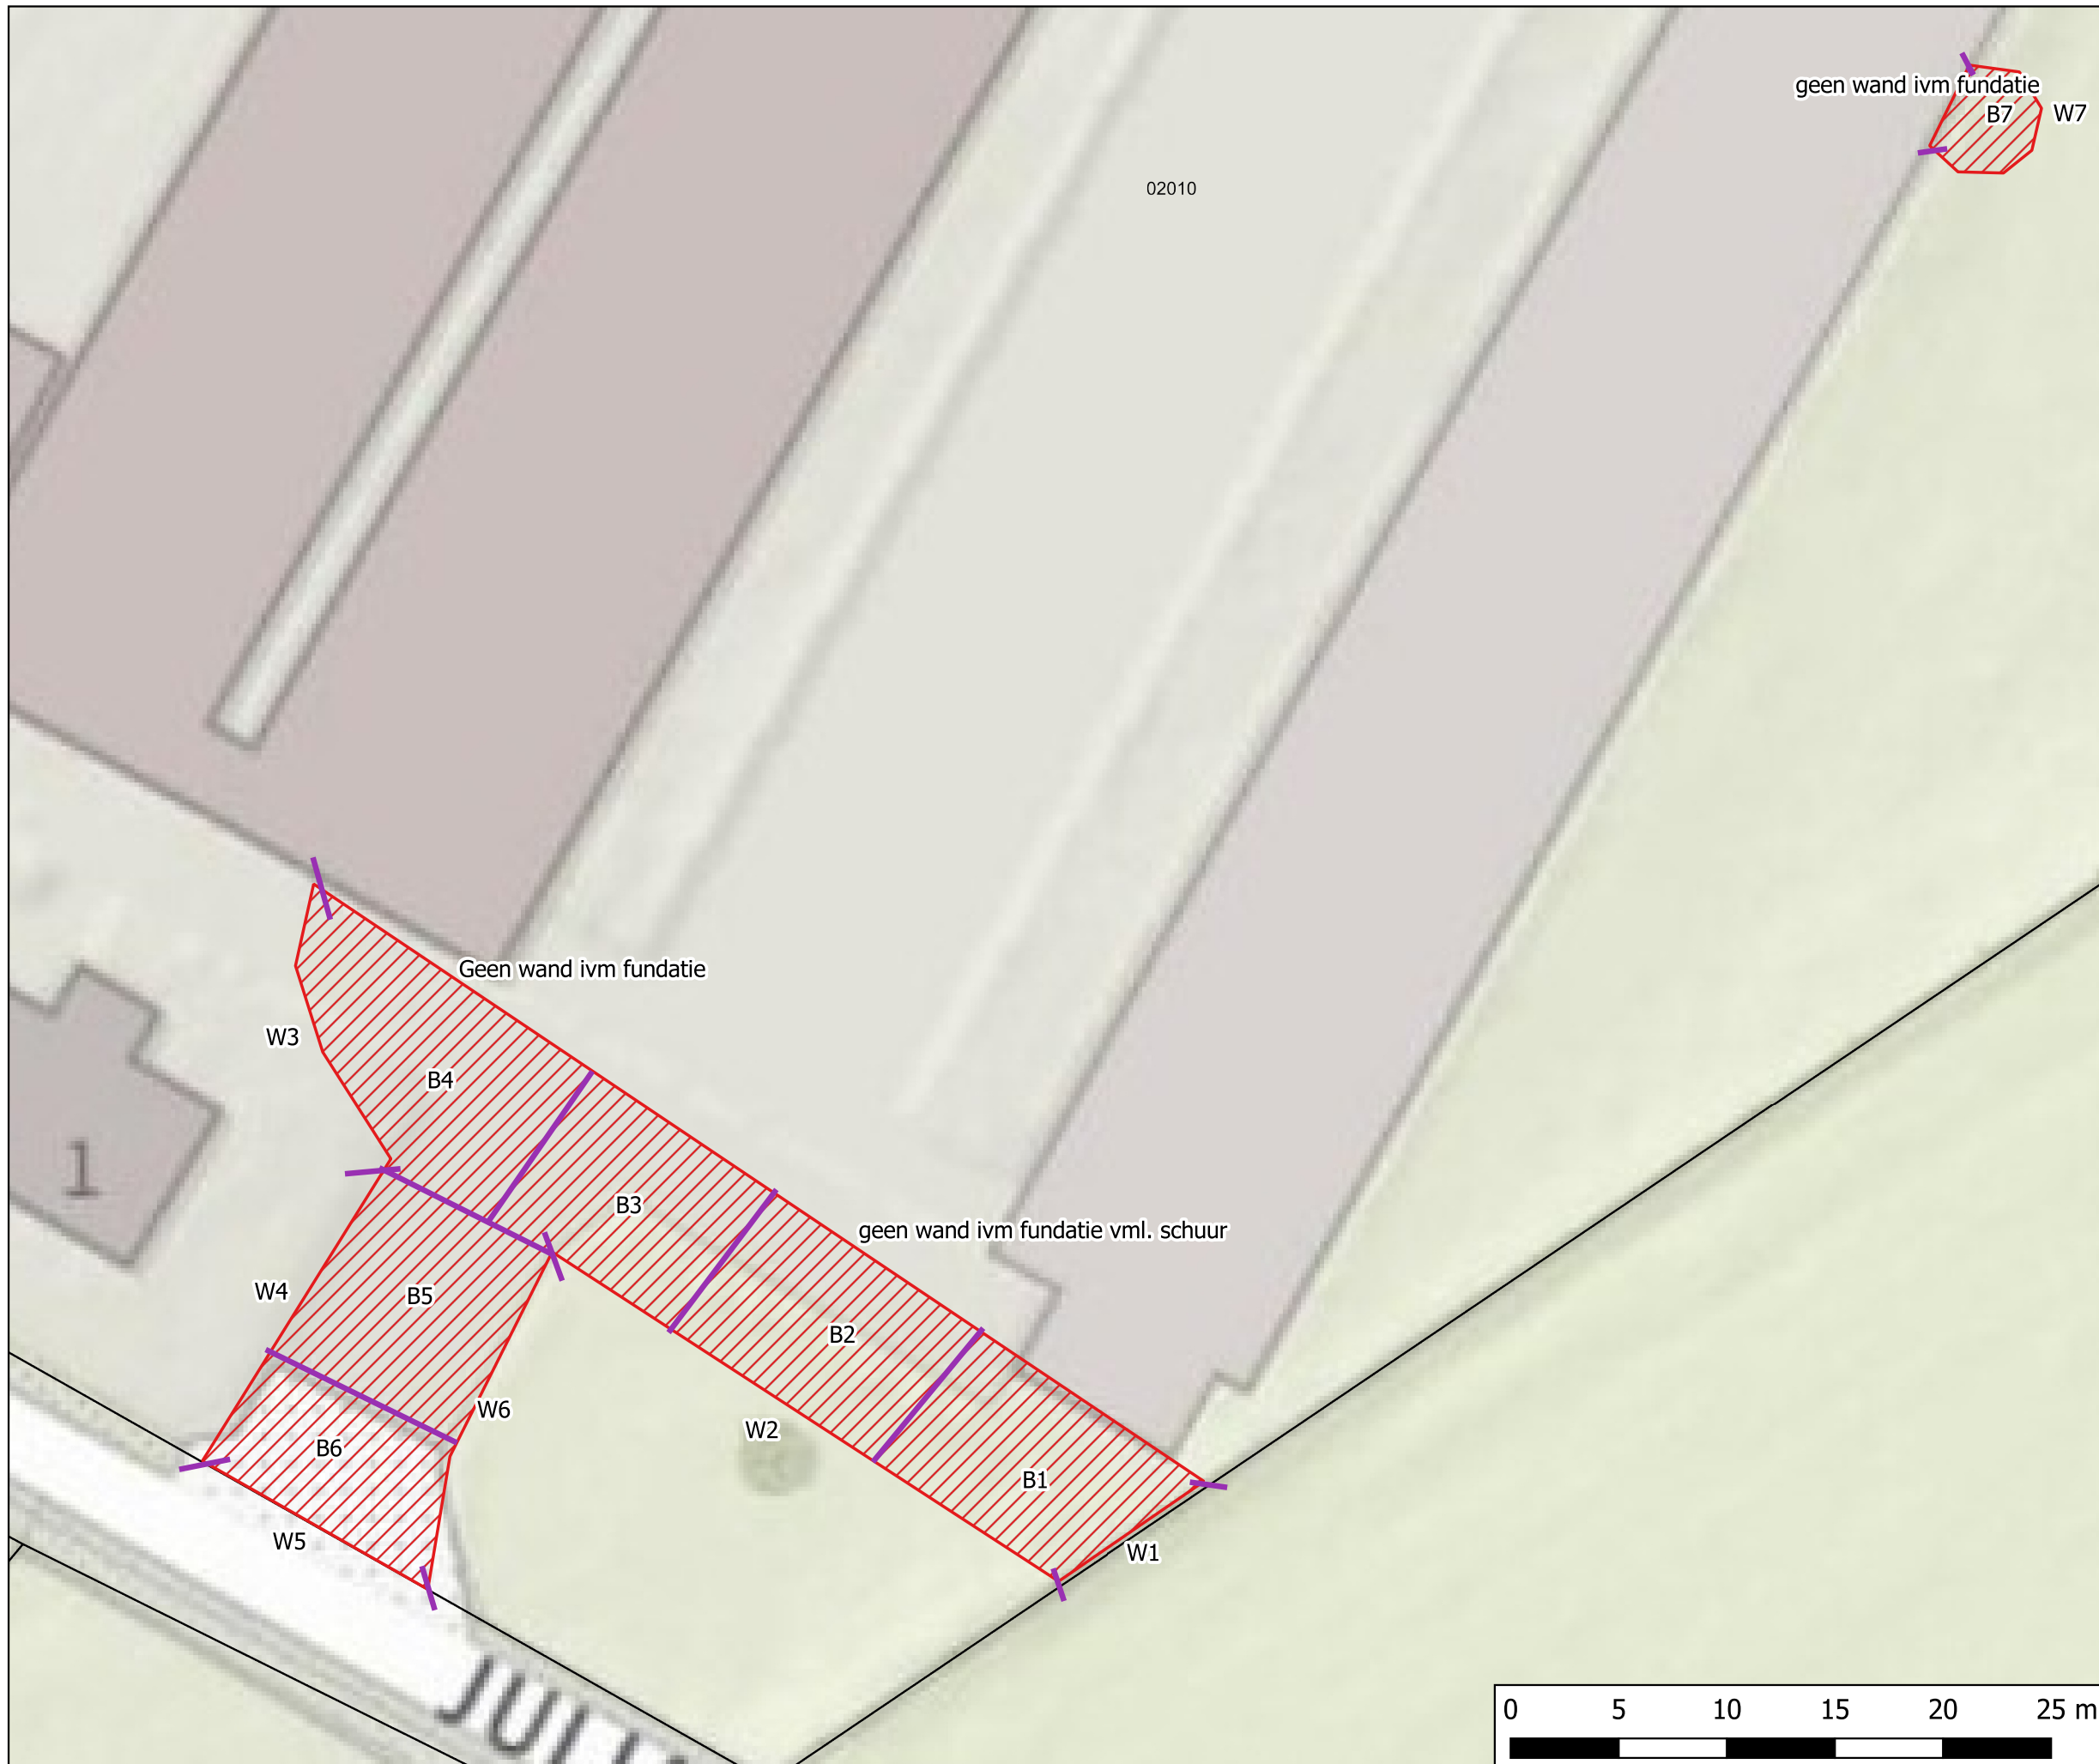 geen wand ivm fundatie
B7
W7
02010
Geen wand ivm fundatie
W3
B4
1
B3
geen wand ivm fundatie vml. schuur
W4
B5
B2
W6
W2
B6
B1
W5
W1
0 5 10 15 20 25 m